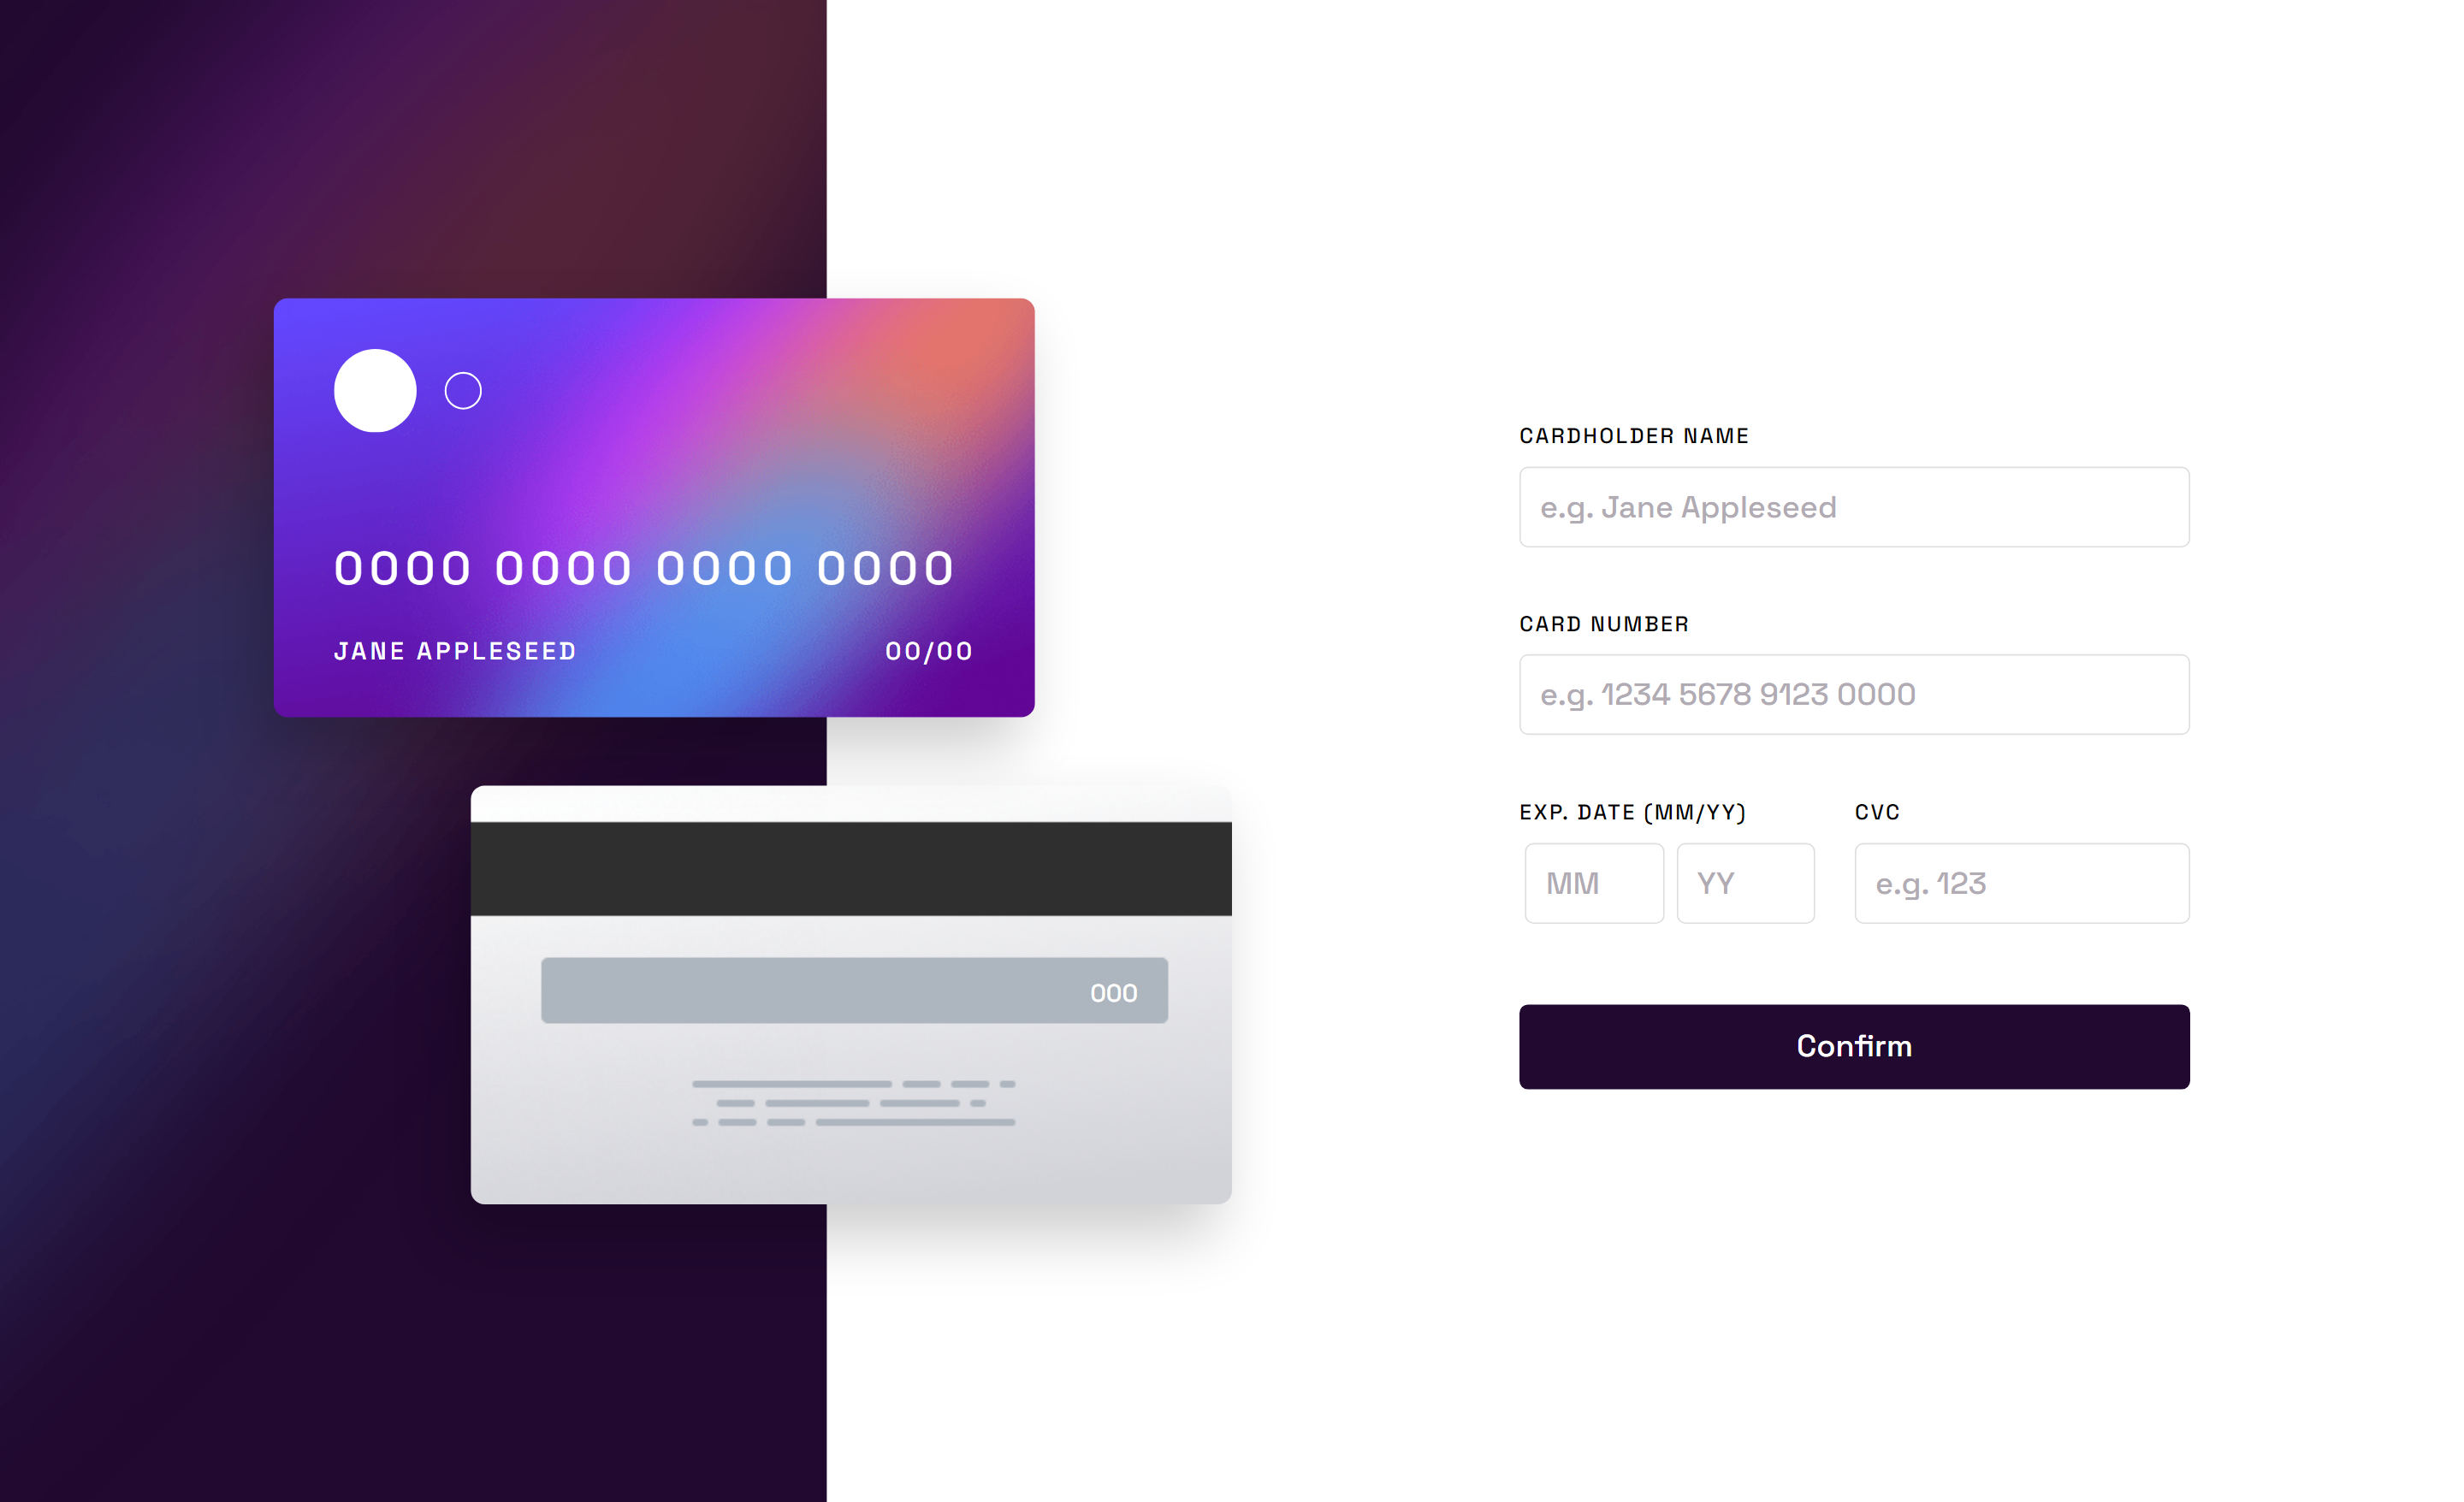 0000 0000 0000 0000
JANE APPLESEED 00/00
000
CARDHOLDER NAME
e.g. Jane Appleseed
CARD NUMBER
e.g. 1234 5678 9123 0000
EXP. DATE (MM/YY) CVC
MM YY e.g. 123
Confirm